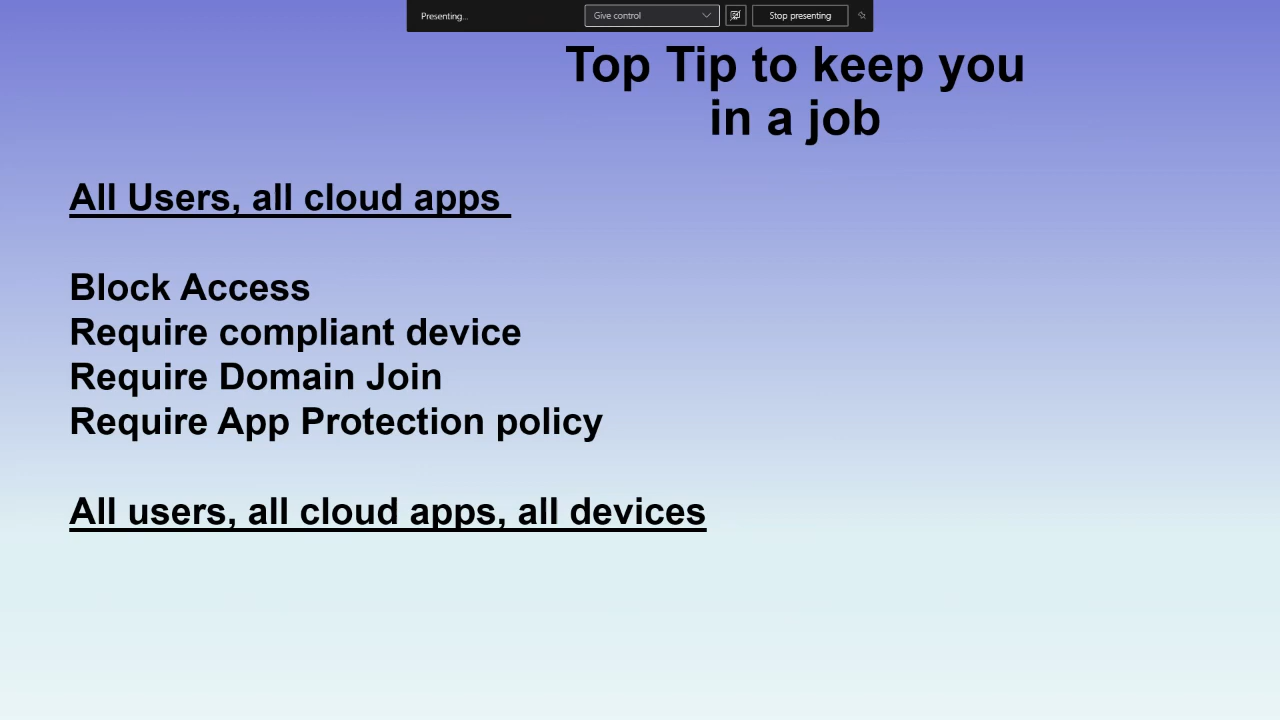 Presenting...
Give control
Stop presenting
Top Tip to keep you
in a job
All Users, all cloud apps
Block Access
Require compliant device
Require Domain Join
Require App Protection policy
All users, all cloud apps, all devices